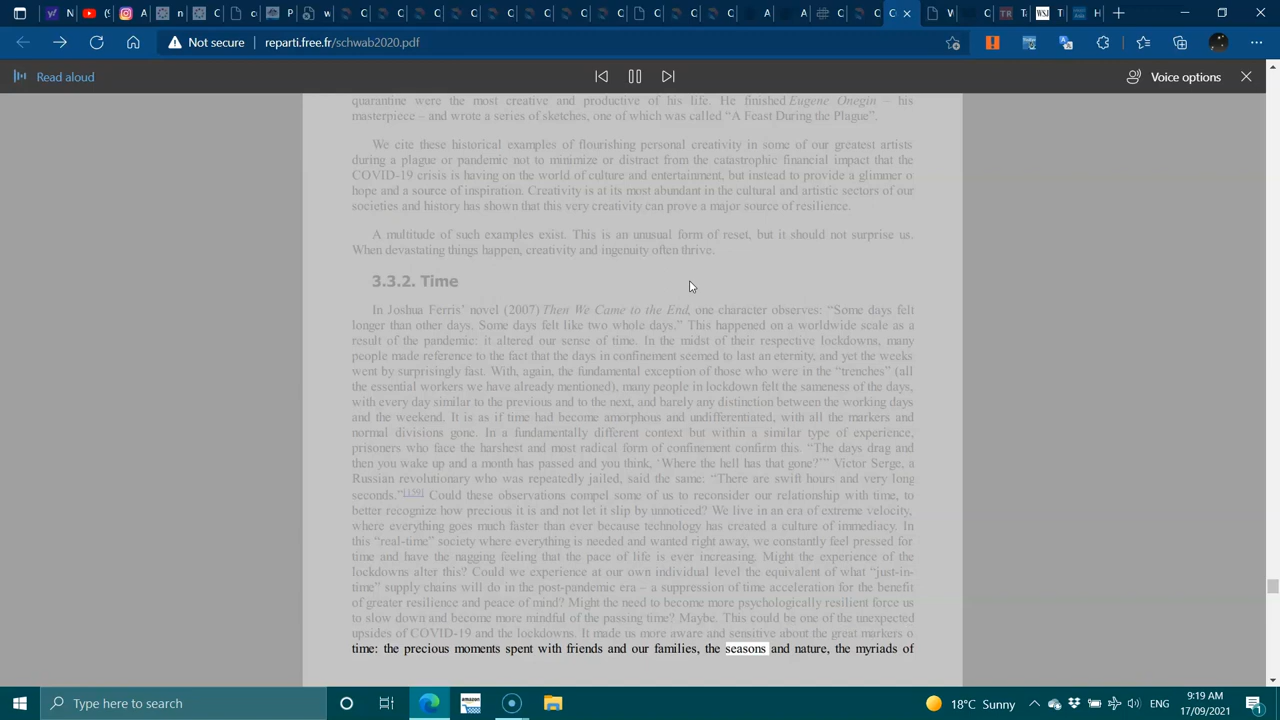 Not secure
reparti.free.fr/schwab2020.pdf
Read aloud
Voice options
quarantine were the most creative and productive of his life. He finished Eugene Onegin – his
masterpiece – and wrote a series of sketches, one of which was called “A Feast During the Plague”.
We cite these historical examples of flourishing personal creativity in some of our greatest artists
during a plague or pandemic not to minimize or distract from the catastrophic financial impact that the
COVID-19 crisis is having on the world of culture and entertainment, but instead to provide a glimmer o
hope and a source of inspiration. Creativity is at its most abundant in the cultural and artistic sectors of our
societies and history has shown that this very creativity can prove a major source of resilience.
A multitude of such examples exist. This is an unusual form of reset, but it should not surprise us.
When devastating things happen, creativity and ingenuity often thrive.
3.3.2. Time
In Joshua Ferris’ novel (2007) Then We Came to the End, one character observes: “Some days felt
longer than other days. Some days felt like two whole days.” This happened on a worldwide scale as a
result of the pandemic: it altered our sense of time. In the midst of their respective lockdowns, many
people made reference to the fact that the days in confinement seemed to last an eternity, and yet the weeks
went by surprisingly fast. With, again, the fundamental exception of those who were in the “trenches” (all
the essential workers we have already mentioned), many people in lockdown felt the sameness of the days,
with every day similar to the previous and to the next, and barely any distinction between the working days
and the weekend. It is as if time had become amorphous and undifferentiated, with all the markers and
normal divisions gone. In a fundamentally different context but within a similar type of experience,
prisoners who face the harshest and most radical form of confinement confirm this. “The days drag and
then you wake up and a month has passed and you think, ‘Where the hell has that gone?’” Victor Serge, a
Russian revolutionary who was repeatedly jailed, said the same: “There are swift hours and very long
seconds.”[159] Could these observations compel some of us to reconsider our relationship with time, to
better recognize how precious it is and not let it slip by unnoticed? We live in an era of extreme velocity,
where everything goes much faster than ever because technology has created a culture of immediacy. In
this “real-time” society where everything is needed and wanted right away, we constantly feel pressed for
time and have the nagging feeling that the pace of life is ever increasing. Might the experience of the
lockdowns alter this? Could we experience at our own individual level the equivalent of what “just-in-
time” supply chains will do in the post-pandemic era – a suppression of time acceleration for the benefit
of greater resilience and peace of mind? Might the need to become more psychologically resilient force us
to slow down and become more mindful of the passing time? Maybe. This could be one of the unexpected
upsides of COVID-19 and the lockdowns. It made us more aware and sensitive about the great markers o
time: the precious moments spent with friends and our families, the seasons and nature, the myriads of
Type here to search
18°C Sunny
ENG
9:19 AM
17/09/2021